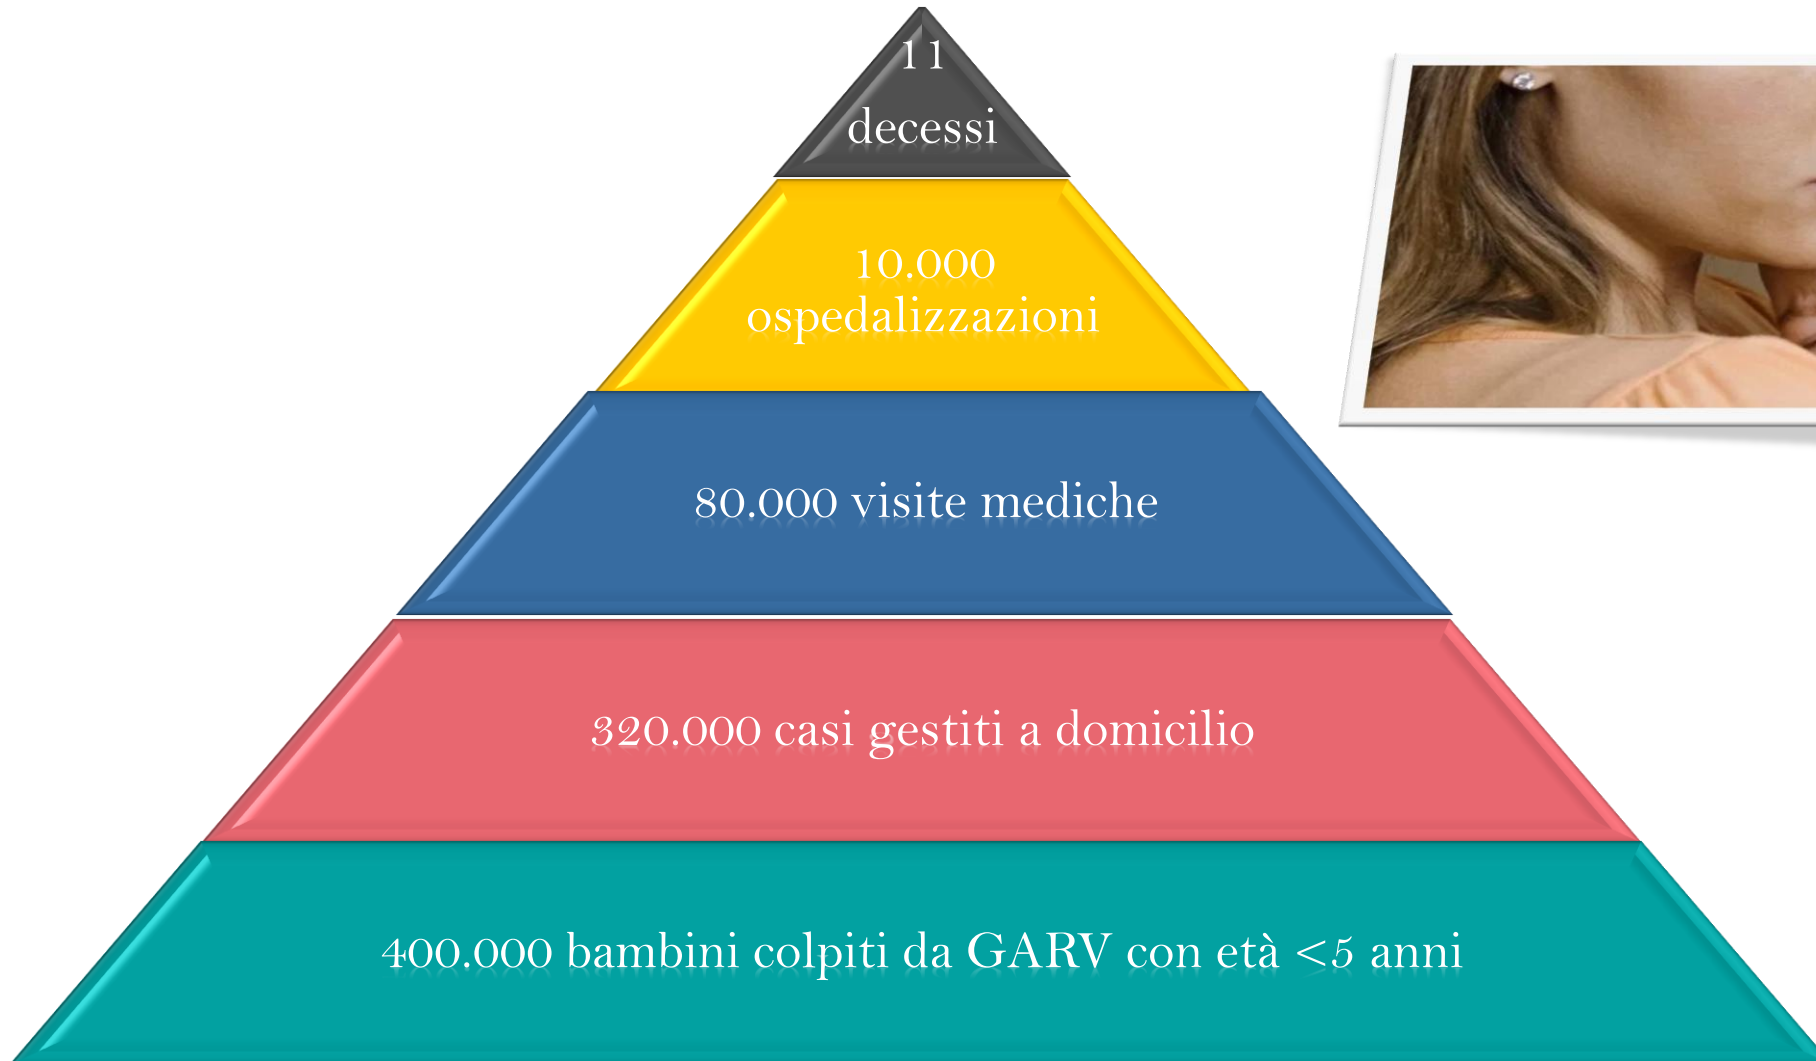 11
decessi
10.000
ospedalizzazioni
80.000 visite mediche
320.000 casi gestiti a domicilio
400.000 bambini colpiti da GARV con età <5 anni